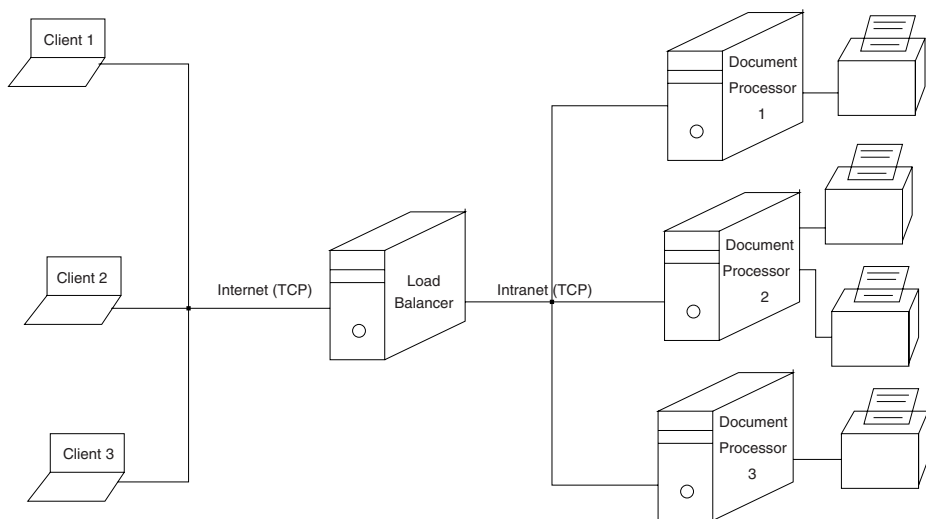 Client 1
Client 2
Client 3
Internet (TCP)
Load
Balancer
Intranet (TCP)
Document
Processor
1
Document
Processor
2
Document
Processor
3